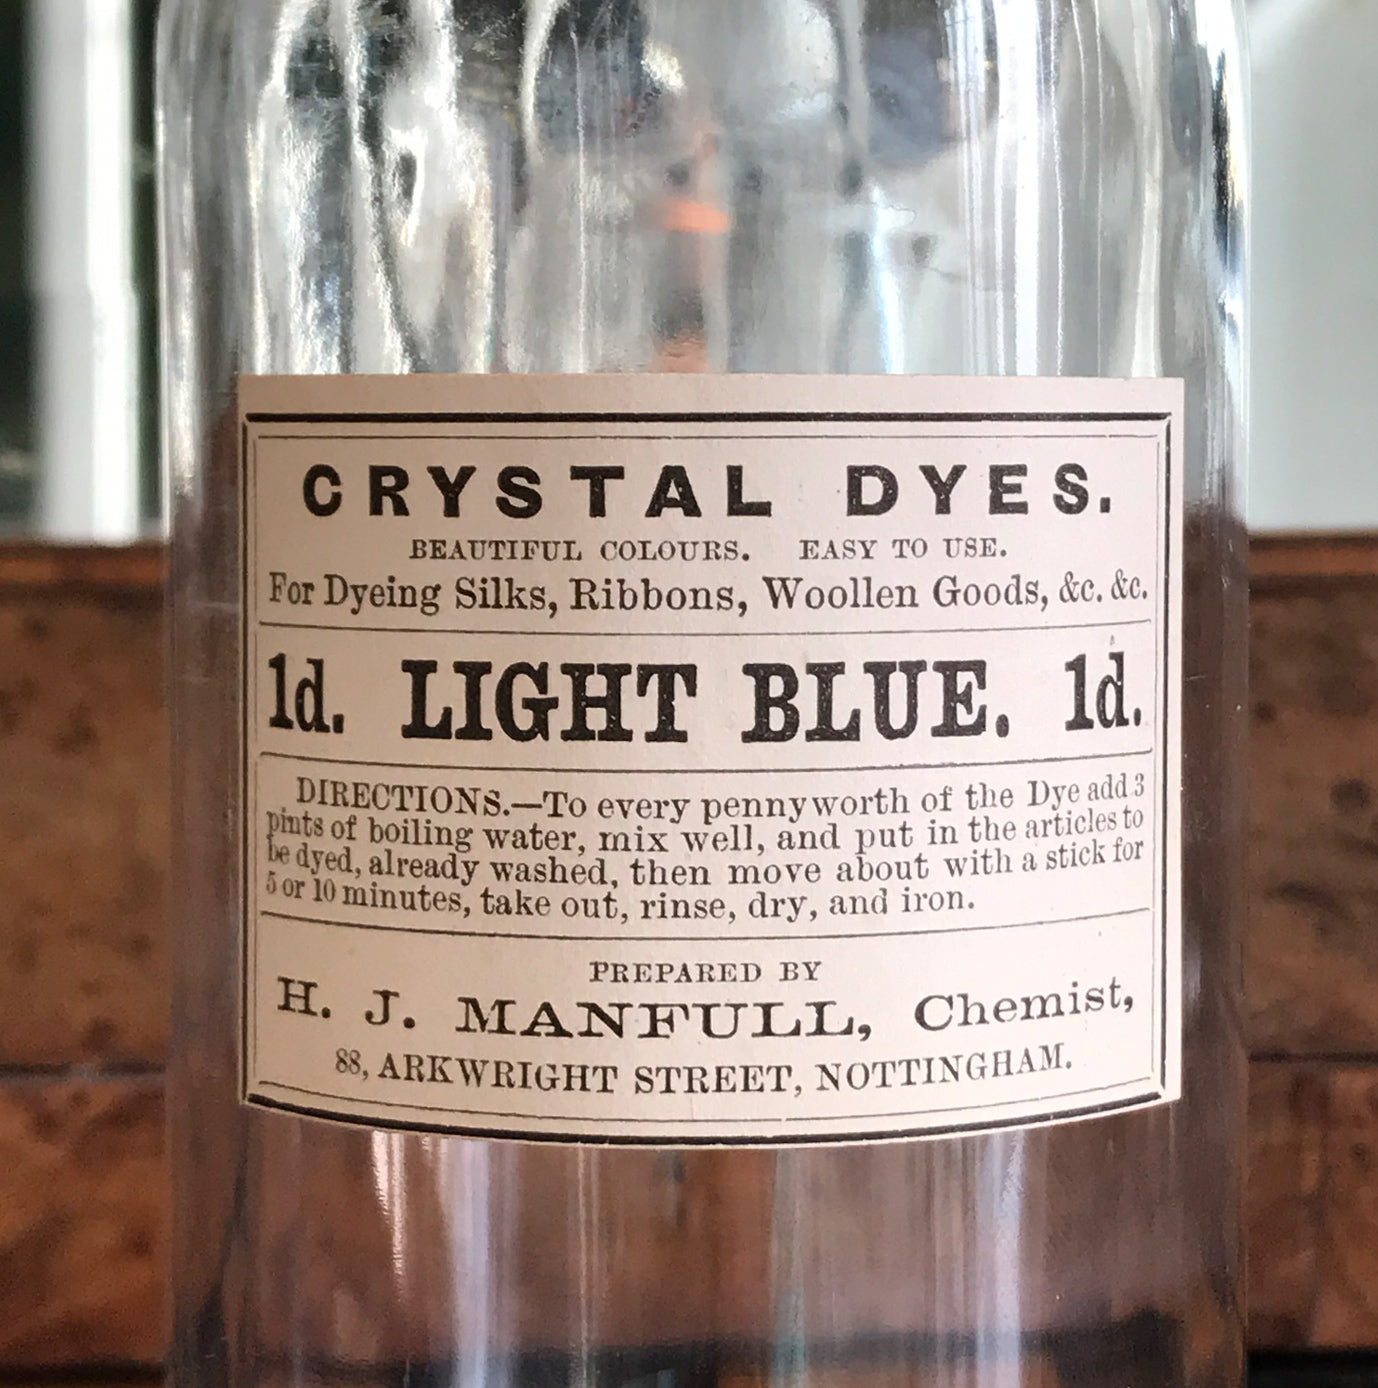 CRYSTAL DYES.
BEAUTIFUL COLOURS. EASY TO USE.
For Dyeing Silks, Ribbons, Woollen Goods, &c. &c.
1d. LIGHT BLUE. 1d.
DIRECTIONS.—To every pennyworth of the Dye add 3
pints of boiling water, mix well, and put in the articles to
be dyed, already washed, then move about with a stick for
5 or 10 minutes, take out, rinse, dry, and iron.
PREPARED BY
H. J. MANFULL, Chemist,
88, ARKWRIGHT STREET, NOTTINGHAM.